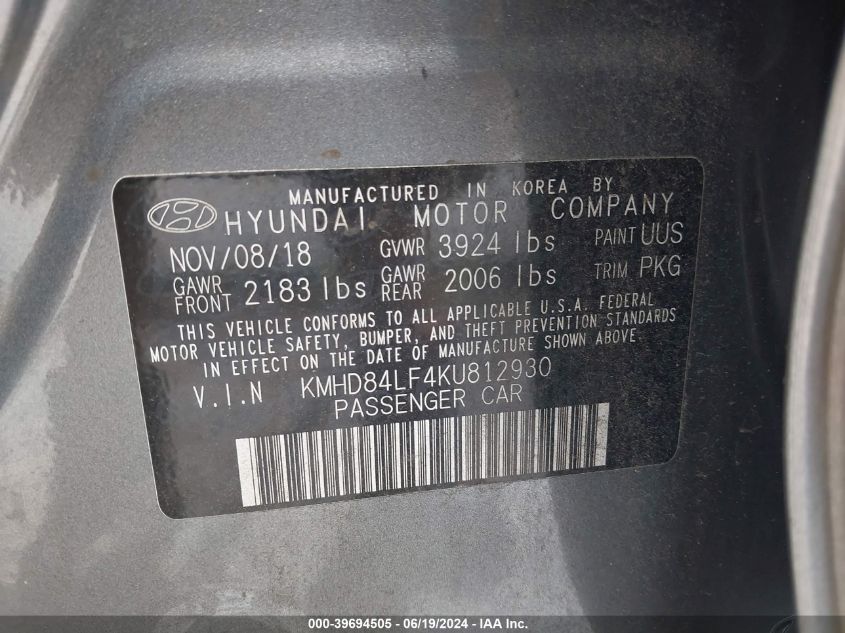 MANUFACTURED IN KOREA BY
HYUNDAI MOTOR COMPANY
NOV/08/18 GVWR 3924 lbs PAINT UUS
GAWR FRONT 2183 lbs GAWR REAR 2006 lbs TRIM PKG
THIS VEHICLE CONFORMS TO ALL APPLICABLE U.S.A. FEDERAL
MOTOR VEHICLE SAFETY, BUMPER, AND THEFT PREVENTION STANDARDS
IN EFFECT ON THE DATE OF MANUFACTURE SHOWN ABOVE
V.I.N KMHD84LF4KU812930
PASSENGER CAR
000-39694505 - 06/19/2024 - IAAI.COM